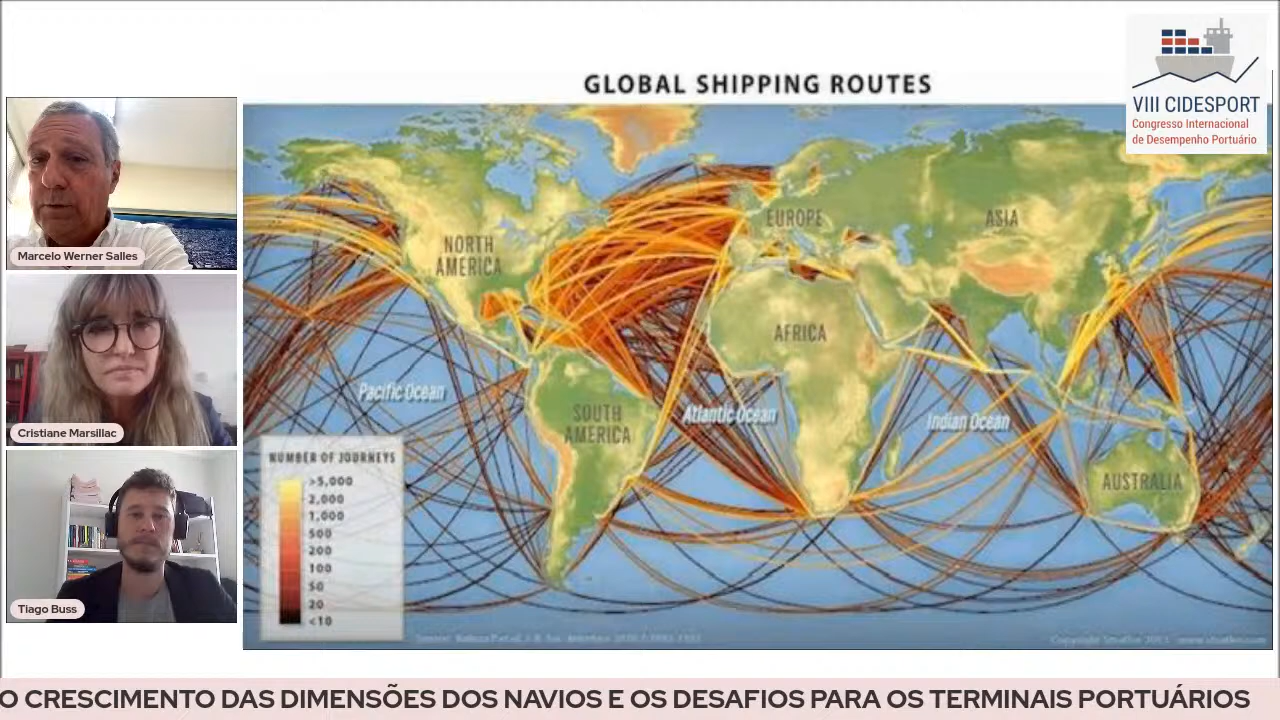 GLOBAL SHIPPING ROUTES
VIII CIDESPORT
Congresso Internacional
de Desempenho Portuário
Marcelo Werner Salles
Cristiane Marsillac
Tiago Buss
NORTH
AMERICA
EUROPE
ASIA
AFRICA
Pacific Ocean
SOUTH
AMERICA
Atlantic Ocean
Indian Ocean
AUSTRALIA
NUMBER OF JOURNEYS
>5,000
2,000
1,000
500
200
100
50
20
<10
O CRESCIMENTO DAS DIMENSÕES DOS NAVIOS E OS DESAFIOS PARA OS TERMINAIS PORTUÁRIOS